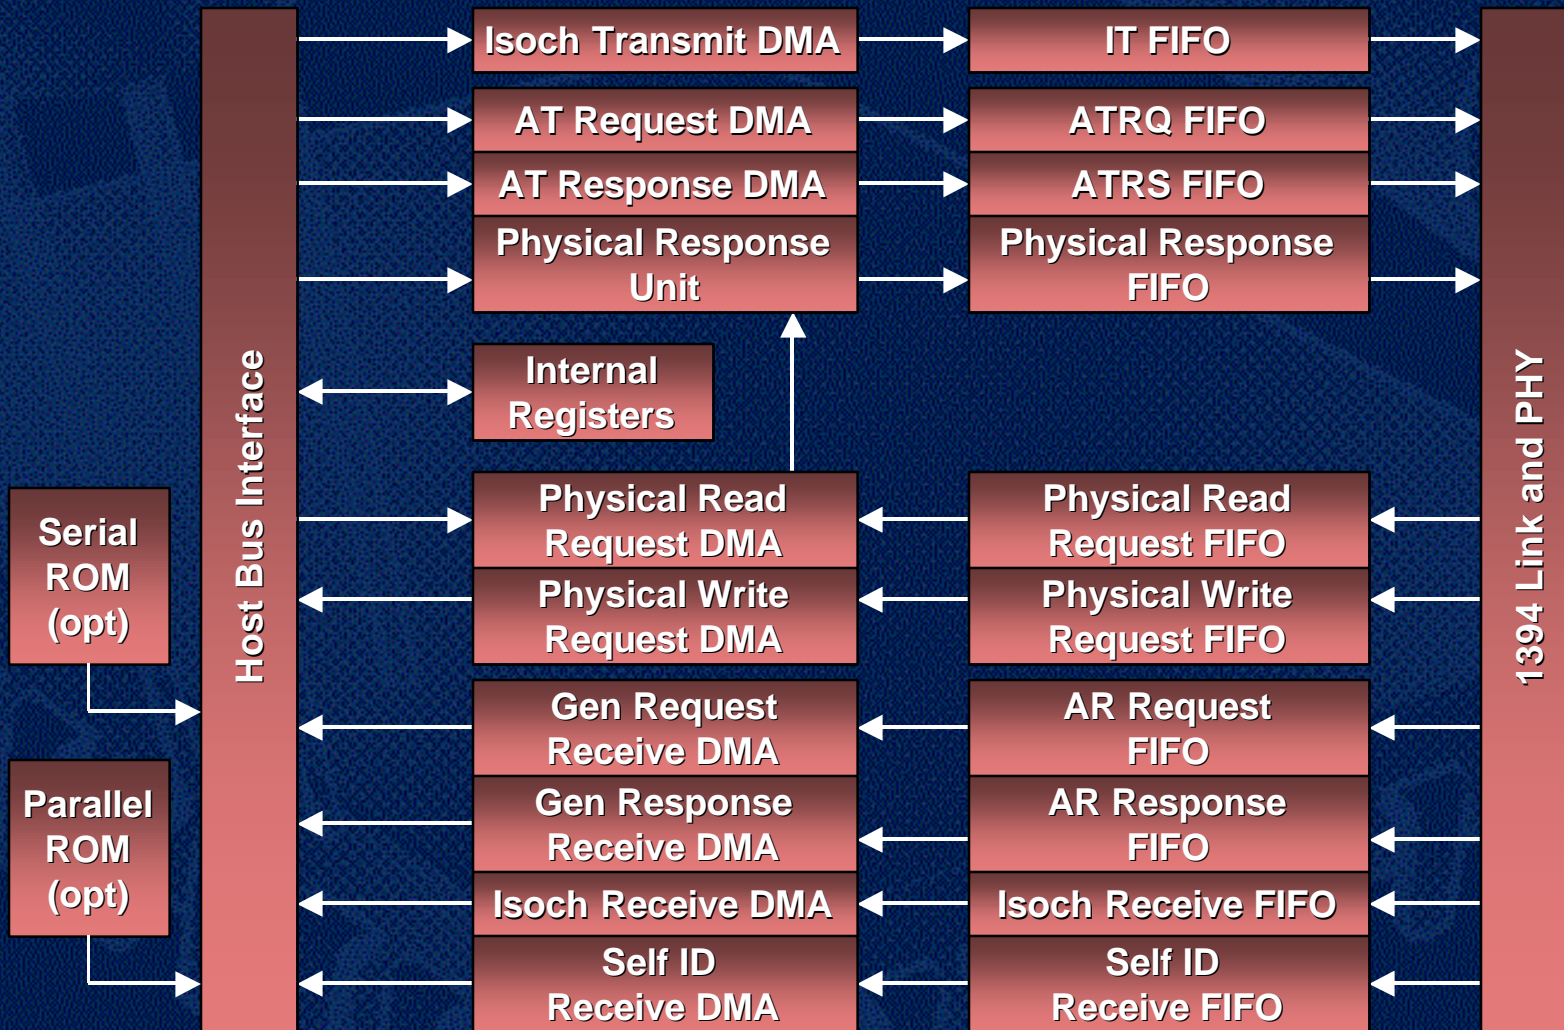 Isoch Transmit DMA
IT FIFO
AT Request DMA
ATRQ FIFO
AT Response DMA
ATRS FIFO
Physical Response
Unit
Physical Response
FIFO
Internal
Registers
Host Bus Interface
1394 Link and PHY
Physical Read
Request DMA
Physical Read
Request FIFO
Serial
ROM
(opt)
Physical Write
Request DMA
Physical Write
Request FIFO
Gen Request
Receive DMA
AR Request
FIFO
Parallel
ROM
(opt)
Gen Response
Receive DMA
AR Response
FIFO
Isoch Receive DMA
Isoch Receive FIFO
Self ID
Receive DMA
Self ID
Receive FIFO